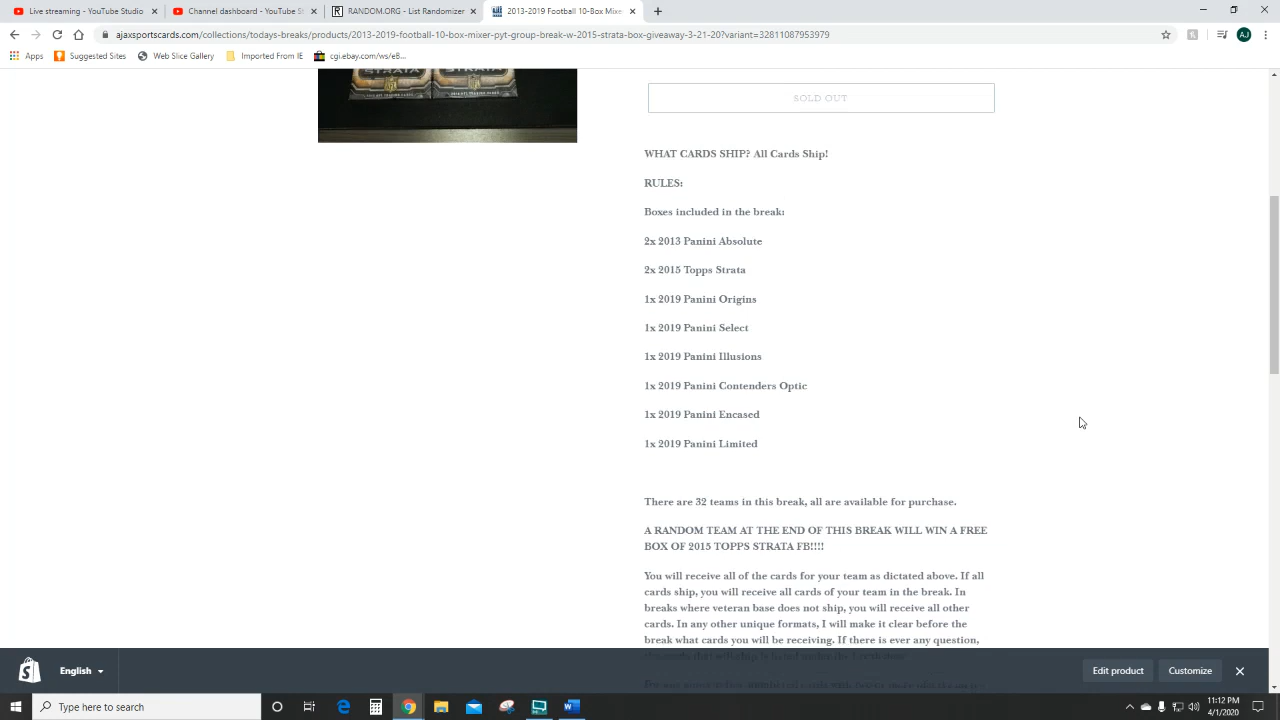 Live streaming - YouTube Studio
Channel dashboard - YouTube St
RANDOM.ORG
2013-2019 Football 10-Box Mixer
ajaxsportscards.com/collections/todays-breaks/products/2013-2019-football-10-box-mixer-pyt-group-break-w-2015-strata-box-giveaway-3-21-20?variant=32811087953979
AJ
Apps
Suggested Sites
Web Slice Gallery
Imported From IE
cgi.ebay.com/ws/eB...
STRATA
SOLD OUT
WHAT CARDS SHIP? All Cards Ship!
RULES:
Boxes included in the break:
2x 2013 Panini Absolute
2x 2015 Topps Strata
1x 2019 Panini Origins
1x 2019 Panini Select
1x 2019 Panini Illusions
1x 2019 Panini Contenders Optic
1x 2019 Panini Encased
1x 2019 Panini Limited
There are 32 teams in this break, all are available for purchase.
A RANDOM TEAM AT THE END OF THIS BREAK WILL WIN A FREE
BOX OF 2015 TOPPS STRATA FB!!!!
You will receive all of the cards for your team as dictated above. If all
cards ship, you will receive all cards of your team in the break. In
breaks where veteran base does not ship, you will receive all other
cards. In any other unique formats, I will make it clear before the
break what cards you will be receiving. If there is ever any question,
English
Edit product
Customize
Type here to search
11:12 PM
4/1/2020